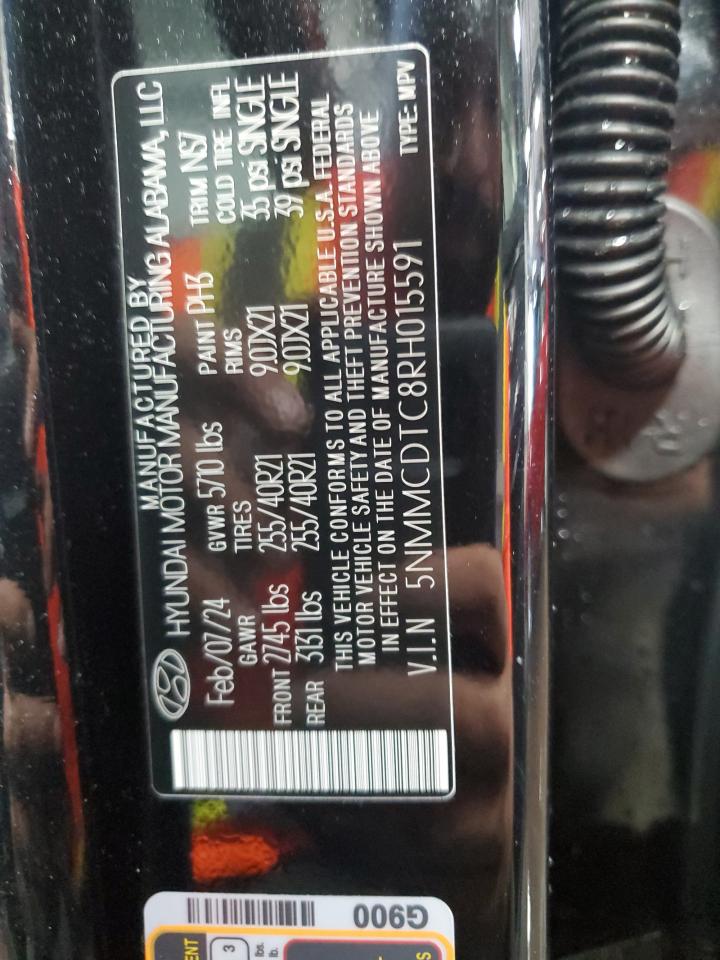 MANUFACTURED BY
HYUNDAI MOTOR MANUFACTURING ALABAMA, LLC
Feb/07/24 GVWR 5710 lbs PAINT PH3 TRIM NS7
GAWR TIRES RIMS COLD TIRE INFL
FRONT 2745 lbs 255/40R21 9.0JX21 35 psi SINGLE
REAR 3131 lbs 255/40R21 9.0JX21 39 psi SINGLE
THIS VEHICLE CONFORMS TO ALL APPLICABLE U.S.A. FEDERAL
MOTOR VEHICLE SAFETY AND THEFT PREVENTION STANDARDS
IN EFFECT ON THE DATE OF MANUFACTURE SHOWN ABOVE
V.I.N 5NMMCDTC8RH015591 TYPE: MPV
G900
3
lbs.
lb.